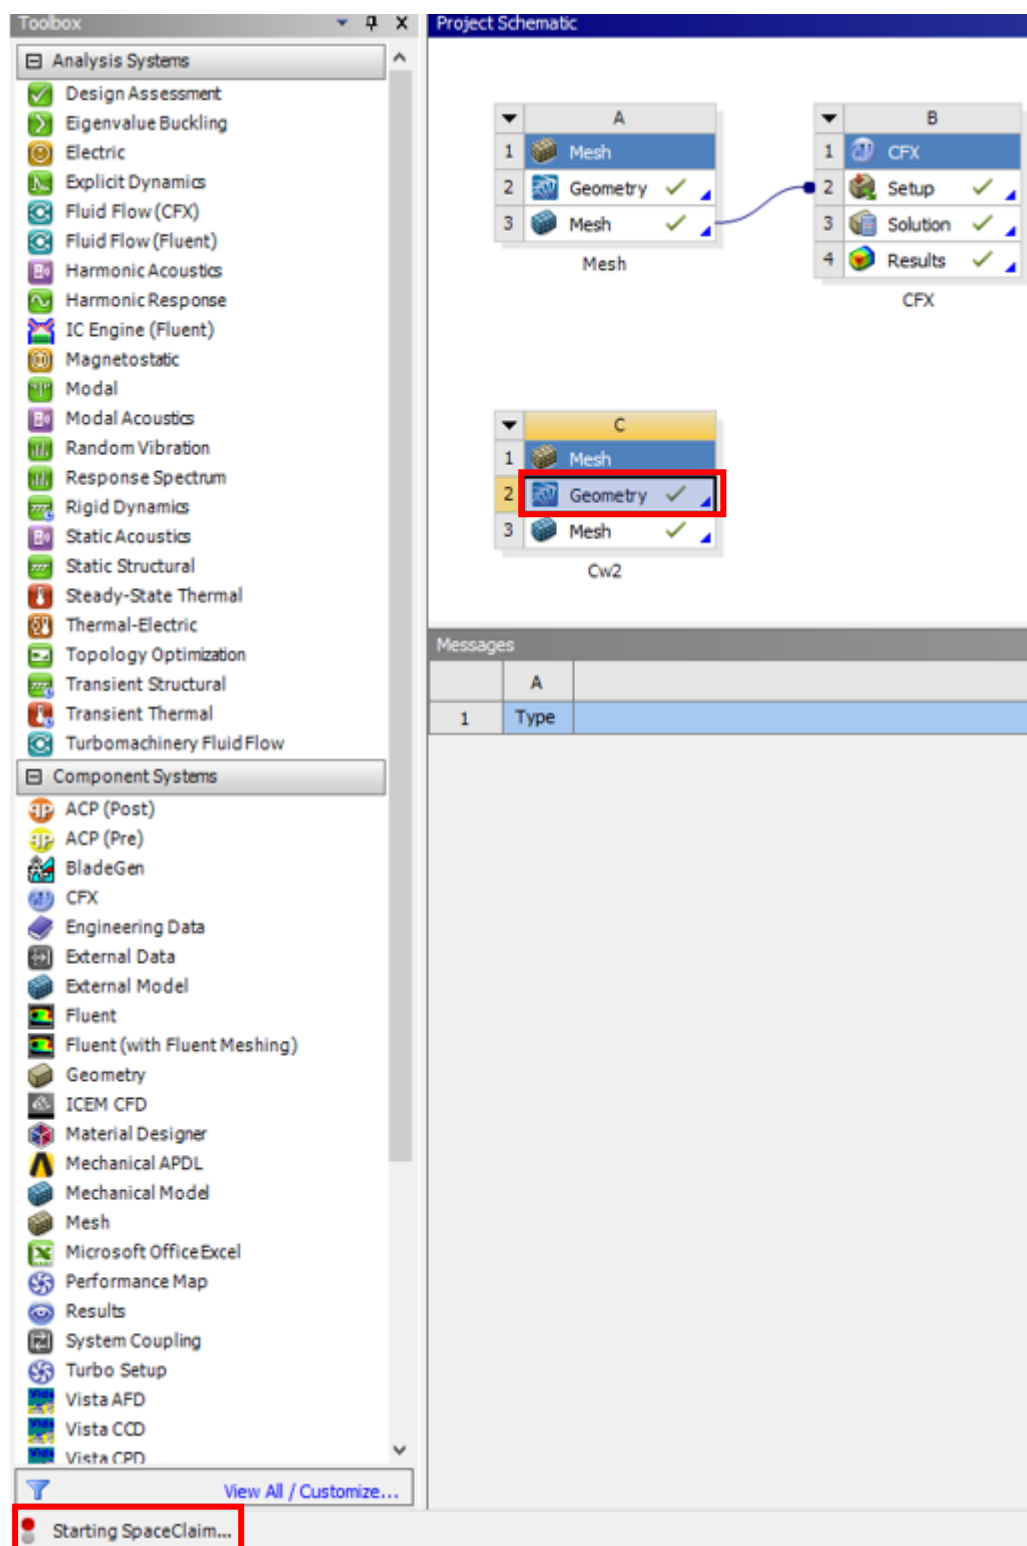 Toolbox
Analysis Systems
Design Assessment
Eigenvalue Buckling
Electric
Explicit Dynamics
Fluid Flow (CFX)
Fluid Flow (Fluent)
Harmonic Acoustics
Harmonic Response
IC Engine (Fluent)
Magnetostatic
Modal
Modal Acoustics
Random Vibration
Response Spectrum
Rigid Dynamics
Static Acoustics
Static Structural
Steady-State Thermal
Thermal-Electric
Topology Optimization
Transient Structural
Transient Thermal
Turbomachinery Fluid Flow
Component Systems
ACP (Post)
ACP (Pre)
BladeGen
CFX
Engineering Data
External Data
External Model
Fluent
Fluent (with Fluent Meshing)
Geometry
ICEM CFD
Material Designer
Mechanical APDL
Mechanical Model
Mesh
Microsoft Office Excel
Performance Map
Results
System Coupling
Turbo Setup
Vista AFD
Vista CCD
Vista CPD
View All / Customize...
Starting SpaceClaim...
Project Schematic
A
1 Mesh
2 Geometry
3 Mesh
Mesh
B
1 CFX
2 Setup
3 Solution
4 Results
CFX
C
1 Mesh
2 Geometry
3 Mesh
Cw2
Messages
A
1 Type